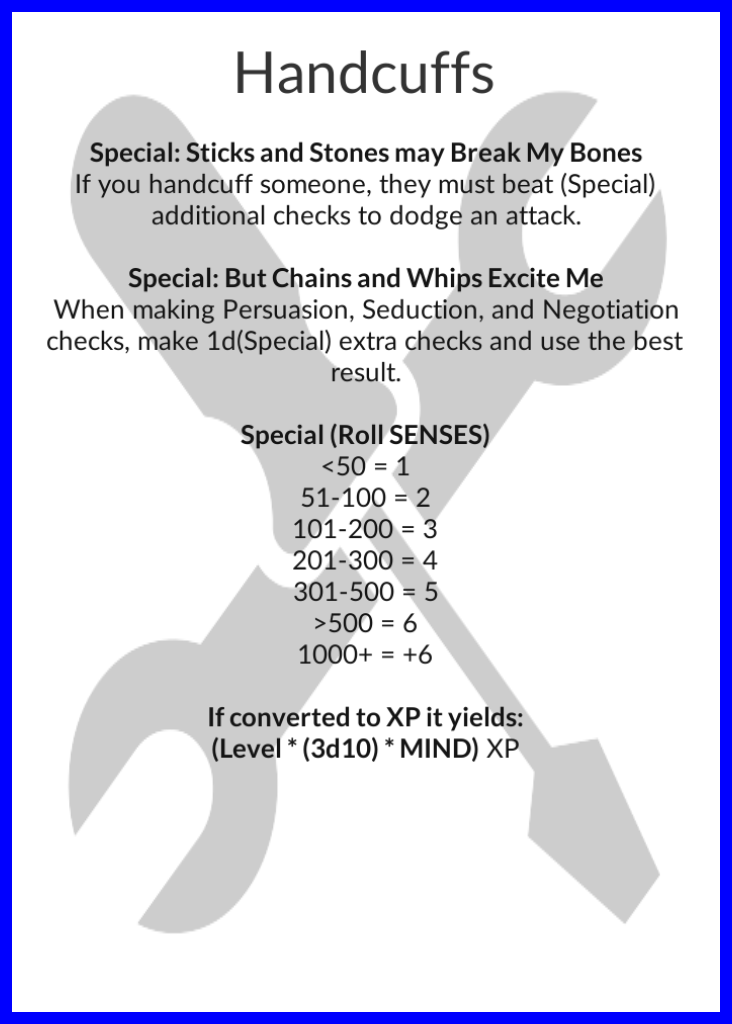 Handcuffs
Special: Sticks and Stones may Break My Bones
If you handcuff someone, they must beat (Special)
additional checks to dodge an attack.
Special: But Chains and Whips Excite Me
When making Persuasion, Seduction, and Negotiation
checks, make 1d(Special) extra checks and use the best
result.
Special (Roll SENSES)
<50 = 1
51-100 = 2
101-200 = 3
201-300 = 4
301-500 = 5
>500 = 6
1000+ = +6
If converted to XP it yields:
(Level * (3d10) * MIND) XP